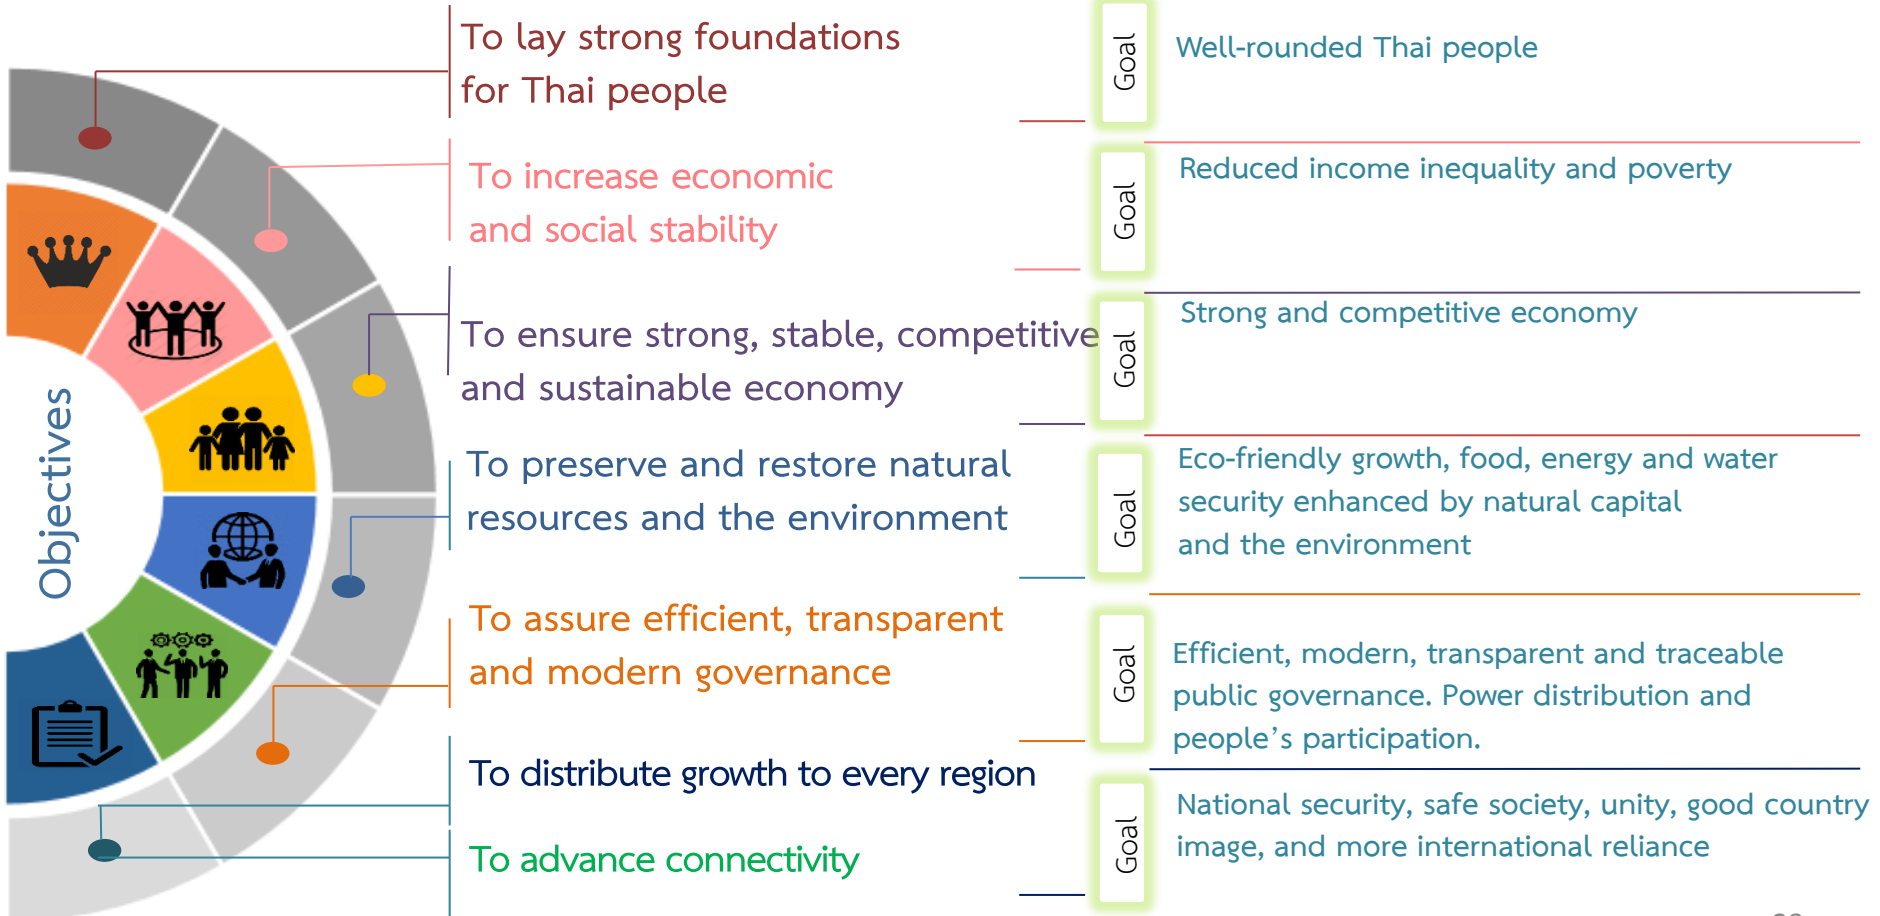 Objectives
To lay strong foundations
for Thai people
Goal
Well-rounded Thai people
To increase economic
and social stability
Goal
Reduced income inequality and poverty
To ensure strong, stable, competitive
and sustainable economy
Goal
Strong and competitive economy
To preserve and restore natural
resources and the environment
Goal
Eco-friendly growth, food, energy and water
security enhanced by natural capital
and the environment
To assure efficient, transparent
and modern governance
Goal
Efficient, modern, transparent and traceable
public governance. Power distribution and
people’s participation.
To distribute growth to every region
To advance connectivity
Goal
National security, safe society, unity, good country
image, and more international reliance